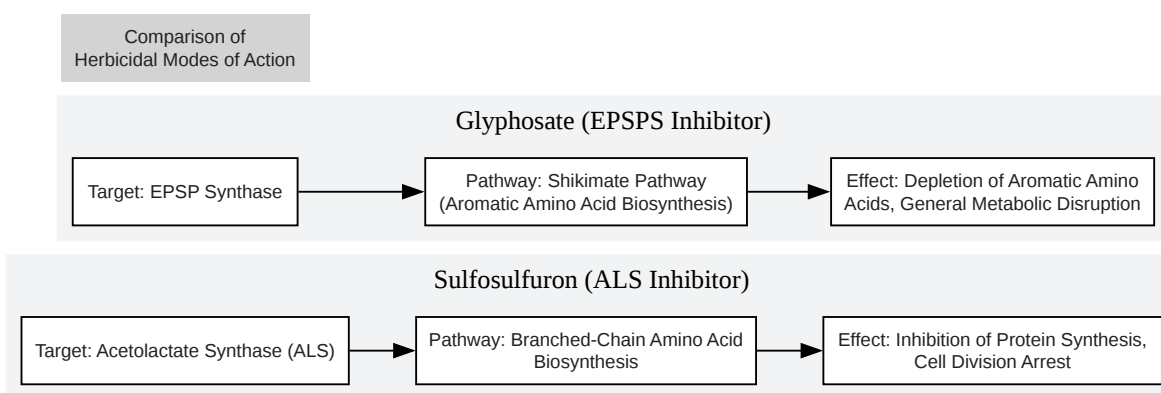 Comparison of
Herbicidal Modes of Action
Glyphosate (EPSPS Inhibitor)
Target: EPSP Synthase
Pathway: Shikimate Pathway
(Aromatic Amino Acid Biosynthesis)
Effect: Depletion of Aromatic Amino
Acids, General Metabolic Disruption
Sulfosulfuron (ALS Inhibitor)
Target: Acetolactate Synthase (ALS)
Pathway: Branched-Chain Amino Acid
Biosynthesis
Effect: Inhibition of Protein Synthesis,
Cell Division Arrest